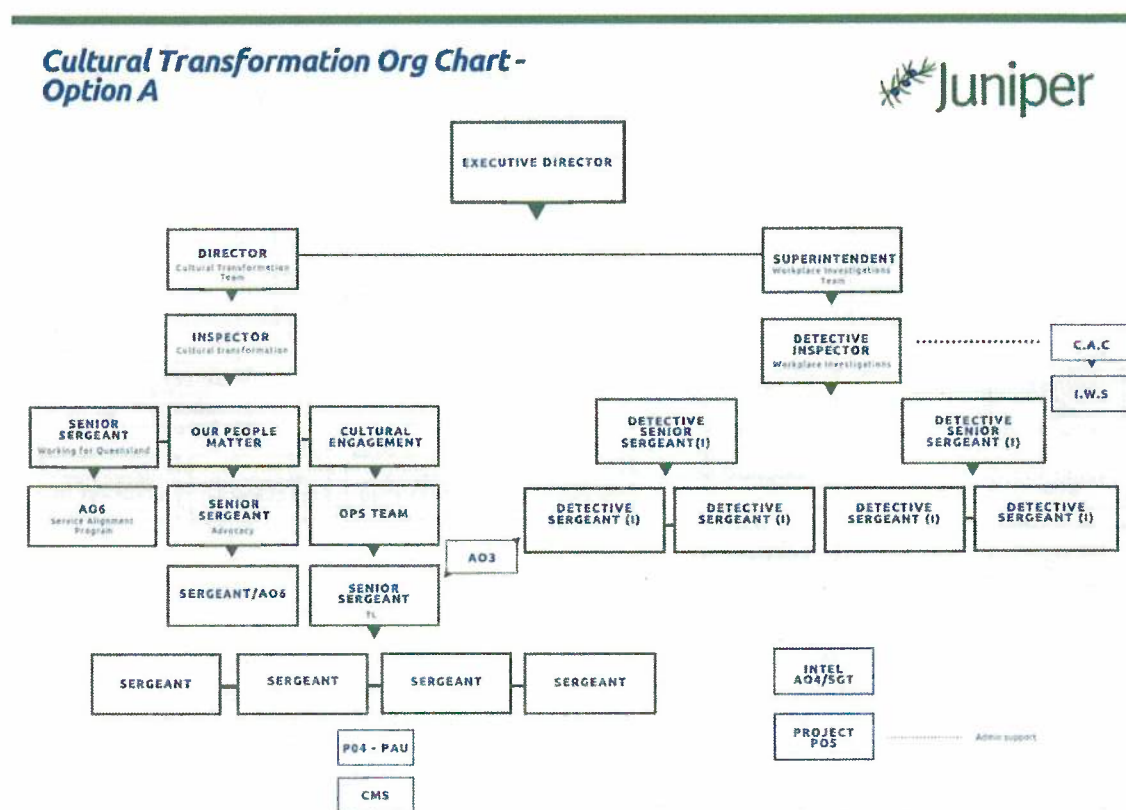 Cultural Transformation Org Chart -
Option A
Juniper
EXECUTIVE DIRECTOR
DIRECTOR
Cultural Transformation
Team
SUPERINTENDENT
Workplace Investigations
Team
INSPECTOR
Cultural Transformation
DETECTIVE
INSPECTOR
Workplace Investigations
C.A.C
I.W.S
SENIOR
SERGEANT
Working for Queensland
OUR PEOPLE
MATTER
CULTURAL
ENGAGEMENT
DETECTIVE
SENIOR
SERGEANT(I)
DETECTIVE
SENIOR
SERGEANT (I)
AO6
Service Alignment
Program
SENIOR
SERGEANT
Advocacy
OPS TEAM
DETECTIVE
SERGEANT (I)
DETECTIVE
SERGEANT (I)
DETECTIVE
SERGEANT (I)
DETECTIVE
SERGEANT (I)
AO3
SERGEANT/AO6
SENIOR
SERGEANT
TL
SERGEANT
SERGEANT
SERGEANT
SERGEANT
INTEL
AO4/SGT
P04 - PAU
PROJECT
PO5
Admin support
CMS